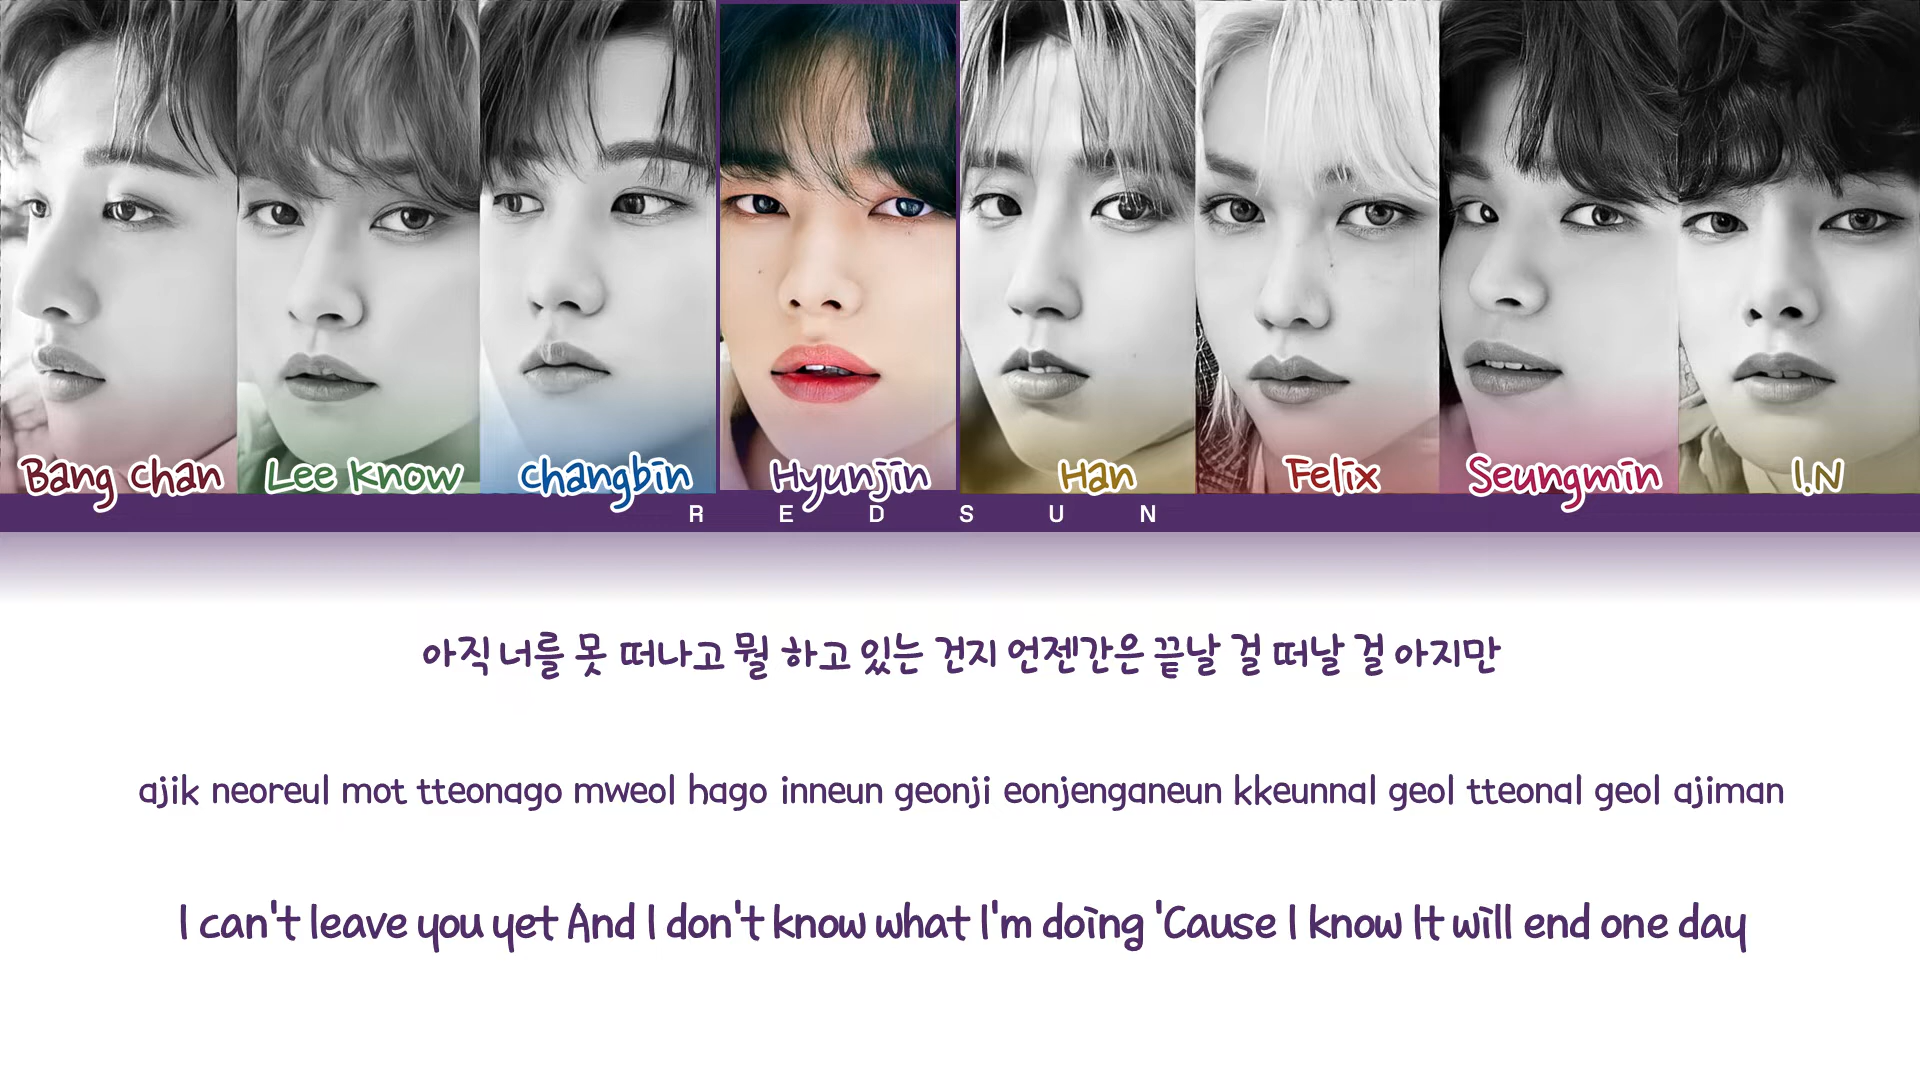 Bang Chan Lee Know Changbin Hyunjin Han Felix Seungmin I.N
REDSUN
아직 너를 못 떠나고 뭘 하고 있는 건지 언젠간은 끝날 걸 떠날 걸 아지만
ajik neoreul mot tteonago mweol hago inneun geonji eonjenganeun kkeunnal geol tteonal geol ajiman
I can't leave you yet And I don't know what I'm doing 'Cause I know It will end one day